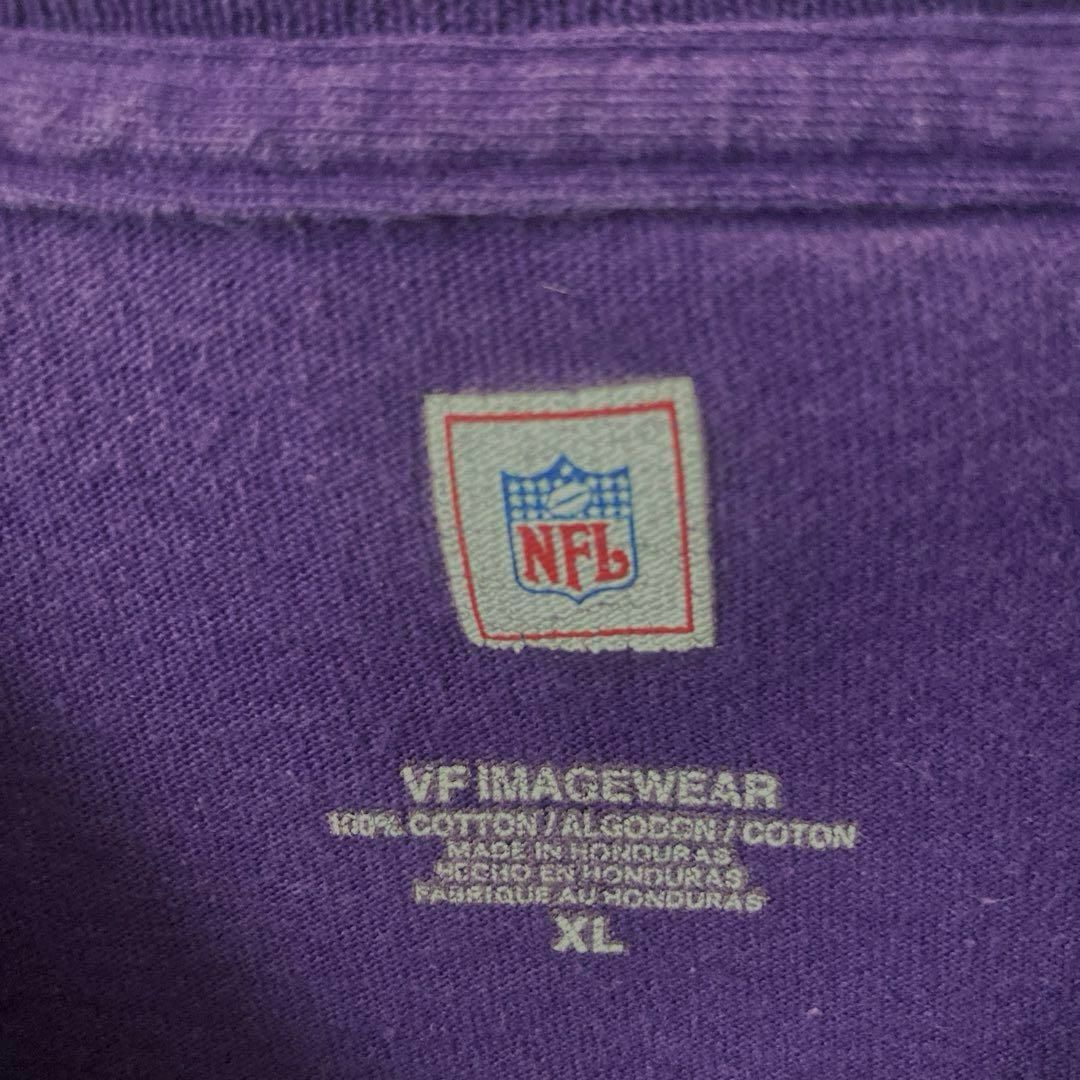 NFL
VF IMAGEWEAR
100% COTTON / ALGODON / COTON
MADE IN HONDURAS
HECHO EN HONDURAS
FABRIQUE AU HONDURAS
XL